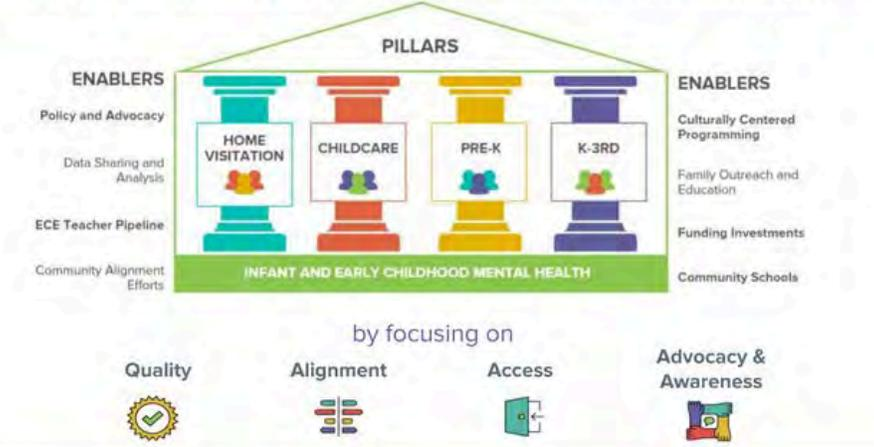 PILLARS
ENABLERS
Policy and Advocacy
Data Sharing and
Analysis
ECE Teacher Pipeline
Community Alignment
Efforts
HOME
VISITATION
CHILDCARE
PRE-K
K-3RD
INFANT AND EARLY CHILDHOOD MENTAL HEALTH
ENABLERS
Culturally Centered
Programming
Family Outreach and
Education
Funding Investments
Community Schools
by focusing on
Quality
Alignment
Access
Advocacy &
Awareness